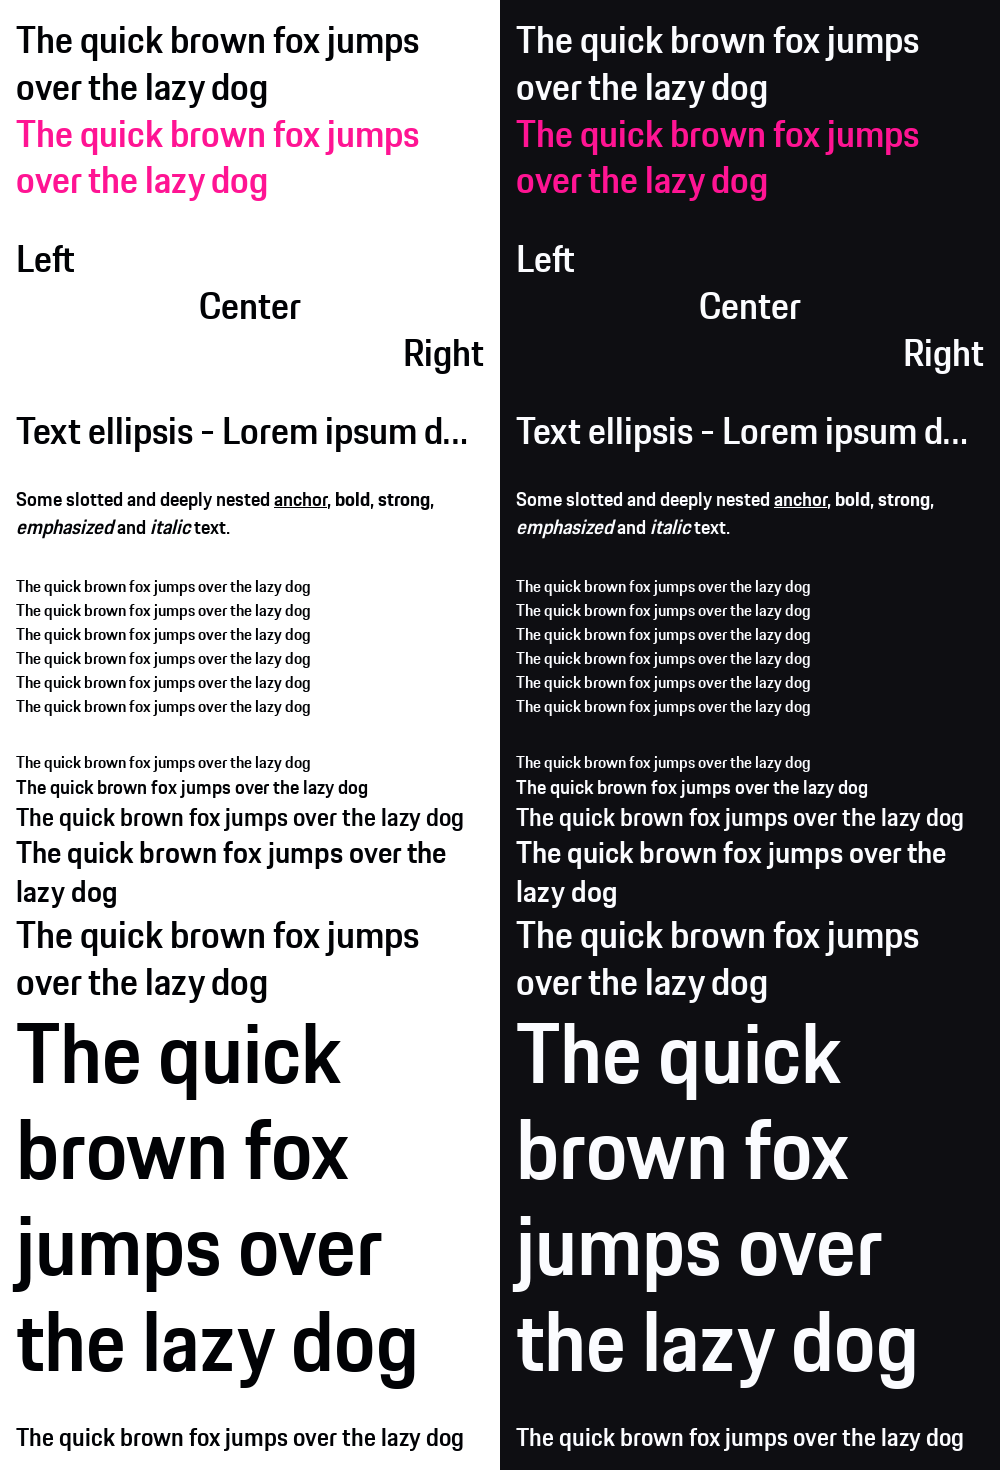 The quick brown fox jumps
over the lazy dog
The quick brown fox jumps
over the lazy dog
Left
Center
Right
Text ellipsis - Lorem ipsum d...
Some slotted and deeply nested anchor, bold, strong,
emphasized and italic text.
The quick brown fox jumps over the lazy dog
The quick brown fox jumps over the lazy dog
The quick brown fox jumps over the lazy dog
The quick brown fox jumps over the lazy dog
The quick brown fox jumps over the lazy dog
The quick brown fox jumps over the lazy dog
The quick brown fox jumps over the lazy dog
The quick brown fox jumps over the lazy dog
The quick brown fox jumps over the lazy dog
The quick brown fox jumps over the
lazy dog
The quick brown fox jumps
over the lazy dog
The quick
brown fox
jumps over
the lazy dog
The quick brown fox jumps over the lazy dog
The quick brown fox jumps
over the lazy dog
The quick brown fox jumps
over the lazy dog
Left
Center
Right
Text ellipsis - Lorem ipsum d...
Some slotted and deeply nested anchor, bold, strong,
emphasized and italic text.
The quick brown fox jumps over the lazy dog
The quick brown fox jumps over the lazy dog
The quick brown fox jumps over the lazy dog
The quick brown fox jumps over the lazy dog
The quick brown fox jumps over the lazy dog
The quick brown fox jumps over the lazy dog
The quick brown fox jumps over the lazy dog
The quick brown fox jumps over the lazy dog
The quick brown fox jumps over the lazy dog
The quick brown fox jumps over the
lazy dog
The quick brown fox jumps
over the lazy dog
The quick
brown fox
jumps over
the lazy dog
The quick brown fox jumps over the lazy dog